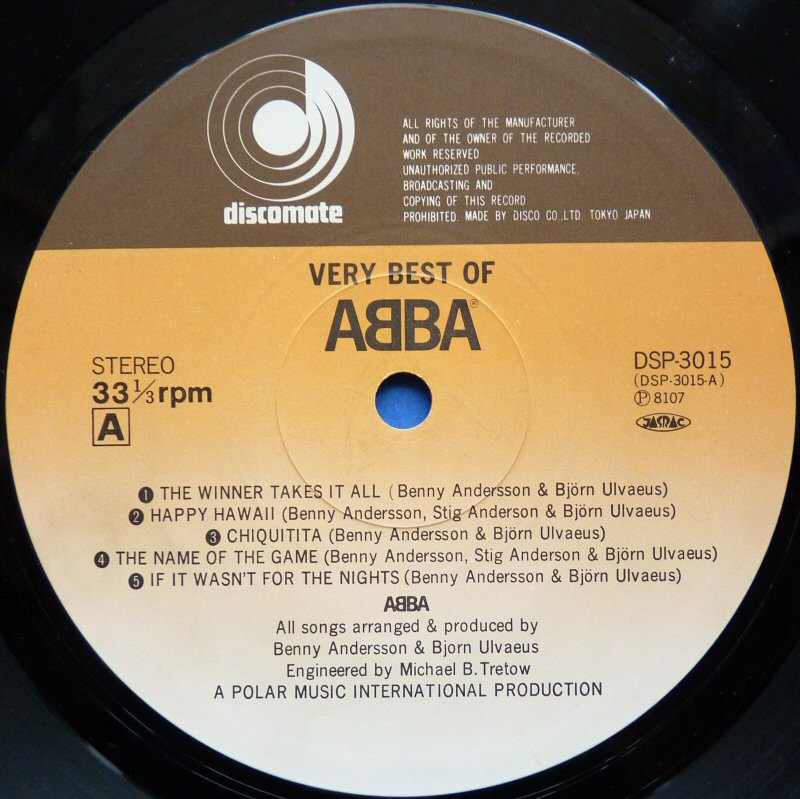 discomate
ALL RIGHTS OF THE MANUFACTURER
AND OF THE OWNER OF THE RECORDED
WORK RESERVED.
UNAUTHORIZED PUBLIC PERFORMANCE,
BROADCASTING AND
COPYING OF THIS RECORD
PROHIBITED. MADE BY DISCO CO.,LTD. TOKYO JAPAN
VERY BEST OF
ABBA®
STEREO
33 1/3 rpm
A
DSP-3015
(DSP-3015-A)
Ⓟ 8107
JASRAC
❶ THE WINNER TAKES IT ALL (Benny Andersson & Björn Ulvaeus)
❷ HAPPY HAWAII (Benny Andersson, Stig Anderson & Björn Ulvaeus)
❸ CHIQUITITA (Benny Andersson & Björn Ulvaeus)
❹ THE NAME OF THE GAME (Benny Andersson, Stig Anderson & Björn Ulvaeus)
❺ IF IT WASN'T FOR THE NIGHTS (Benny Andersson & Björn Ulvaeus)
ABBA
All songs arranged & produced by
Benny Andersson & Bjorn Ulvaeus
Engineered by Michael B. Tretow
A POLAR MUSIC INTERNATIONAL PRODUCTION